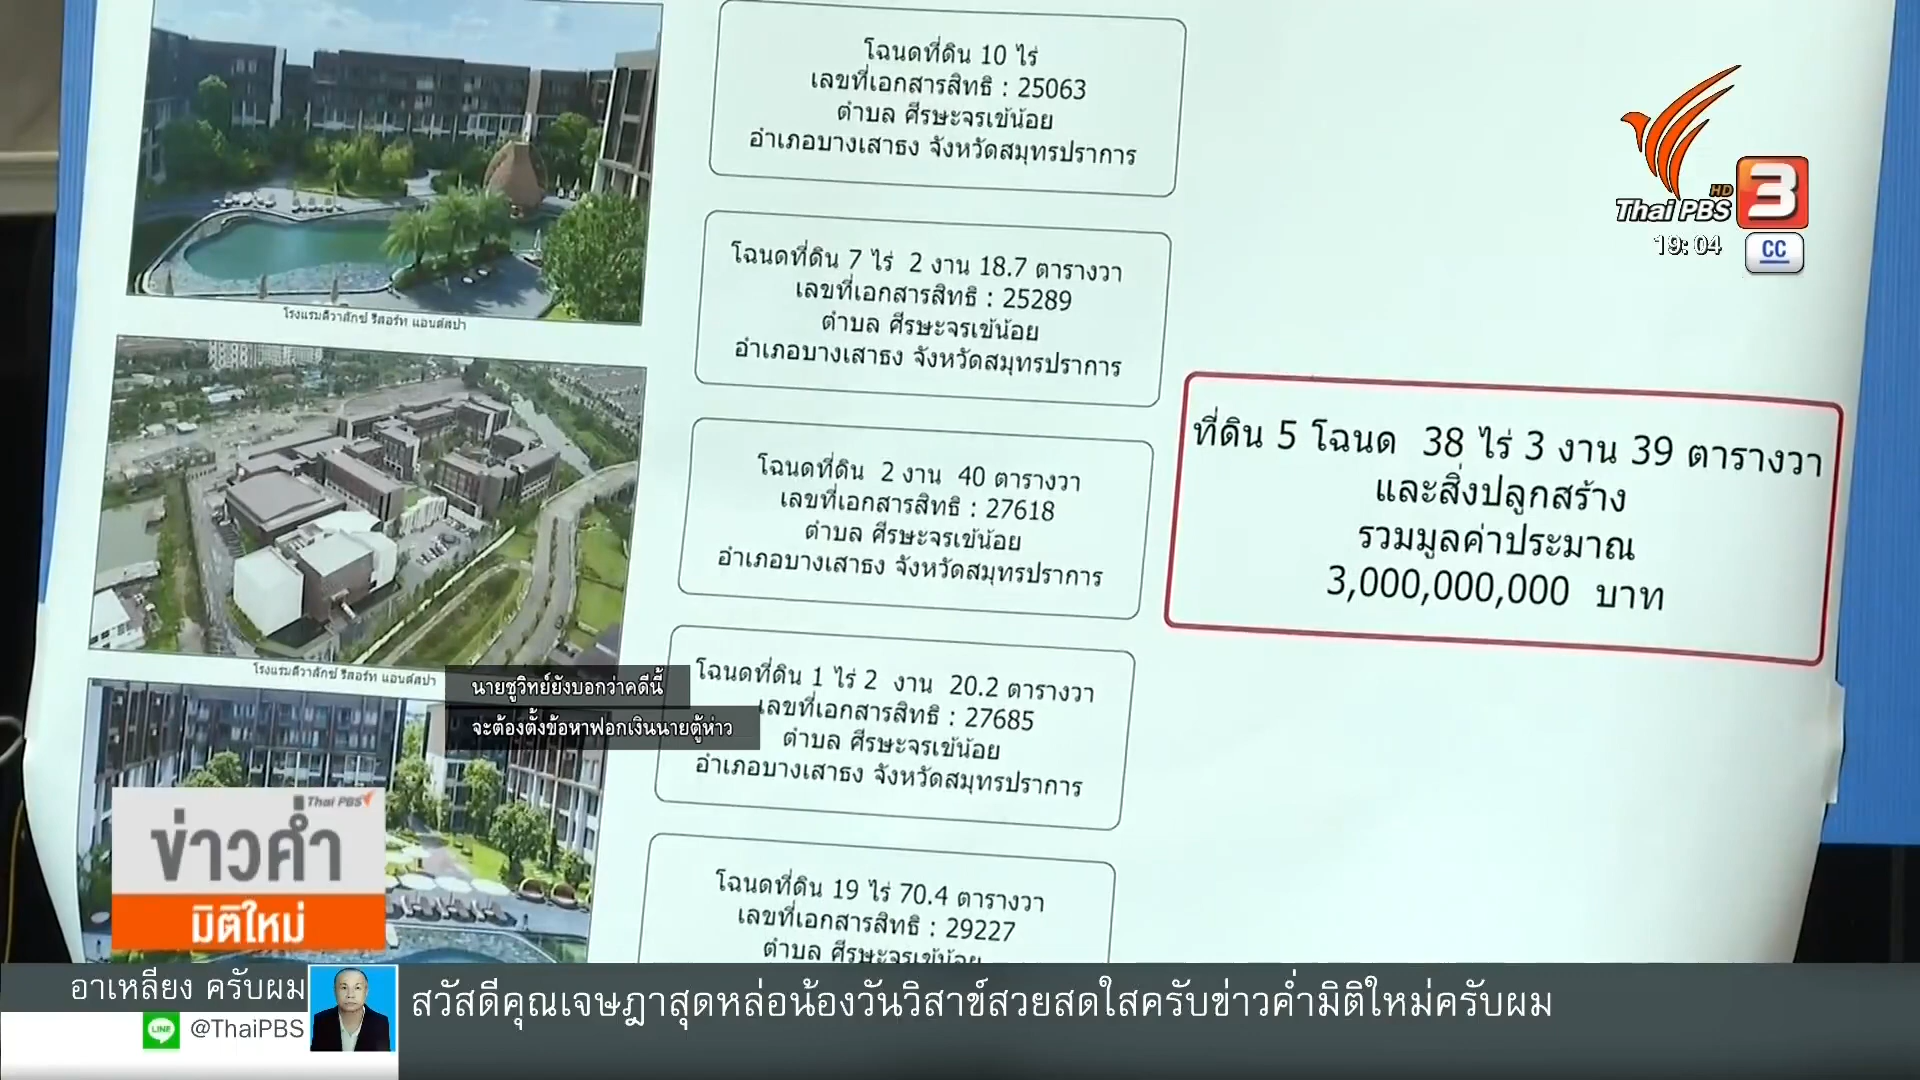 โฉนดที่ดิน 10 ไร่
เลขที่เอกสารสิทธิ : 25063
ตำบล ศีรษะจรเข้น้อย
อำเภอบางเสาธง จังหวัดสมุทรปราการ
โรงแรมดีวาลักซ์ รีสอร์ท แอนด์สปา
โฉนดที่ดิน 7 ไร่ 2 งาน 18.7 ตารางวา
เลขที่เอกสารสิทธิ : 25289
ตำบล ศีรษะจรเข้น้อย
อำเภอบางเสาธง จังหวัดสมุทรปราการ
โฉนดที่ดิน 2 งาน 40 ตารางวา
เลขที่เอกสารสิทธิ : 27618
ตำบล ศีรษะจรเข้น้อย
อำเภอบางเสาธง จังหวัดสมุทรปราการ
โรงแรมดีวาลักซ์ รีสอร์ท แอนด์สปา
โฉนดที่ดิน 1 ไร่ 2 งาน 20.2 ตารางวา
เลขที่เอกสารสิทธิ : 27685
ตำบล ศีรษะจรเข้น้อย
อำเภอบางเสาธง จังหวัดสมุทรปราการ
โฉนดที่ดิน 19 ไร่ 70.4 ตารางวา
เลขที่เอกสารสิทธิ : 29227
ตำบล ศีรษะจรเข้น้อย
ที่ดิน 5 โฉนด 38 ไร่ 3 งาน 39 ตารางวา
และสิ่งปลูกสร้าง
รวมมูลค่าประมาณ
3,000,000,000 บาท
Thai PBS HD 3
19:04
CC
นายชูวิทย์ยังบอกว่าคดีนี้
จะต้องตั้งข้อหาฟอกเงินนายตู้ห่าว
Thai PBS
ข่าวค่ำ
มิติใหม่
อาเหลียง ครับผม
LINE @ThaiPBS
สวัสดีคุณเจษฎาสุดหล่อน้องวันวิสาข์สวยสดใสครับข่าวค่ำมิติใหม่ครับผม